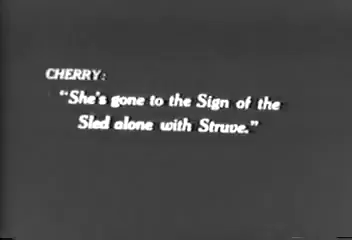 CHERRY:
"She's gone to the Sign of the
Sled alone with Struve."